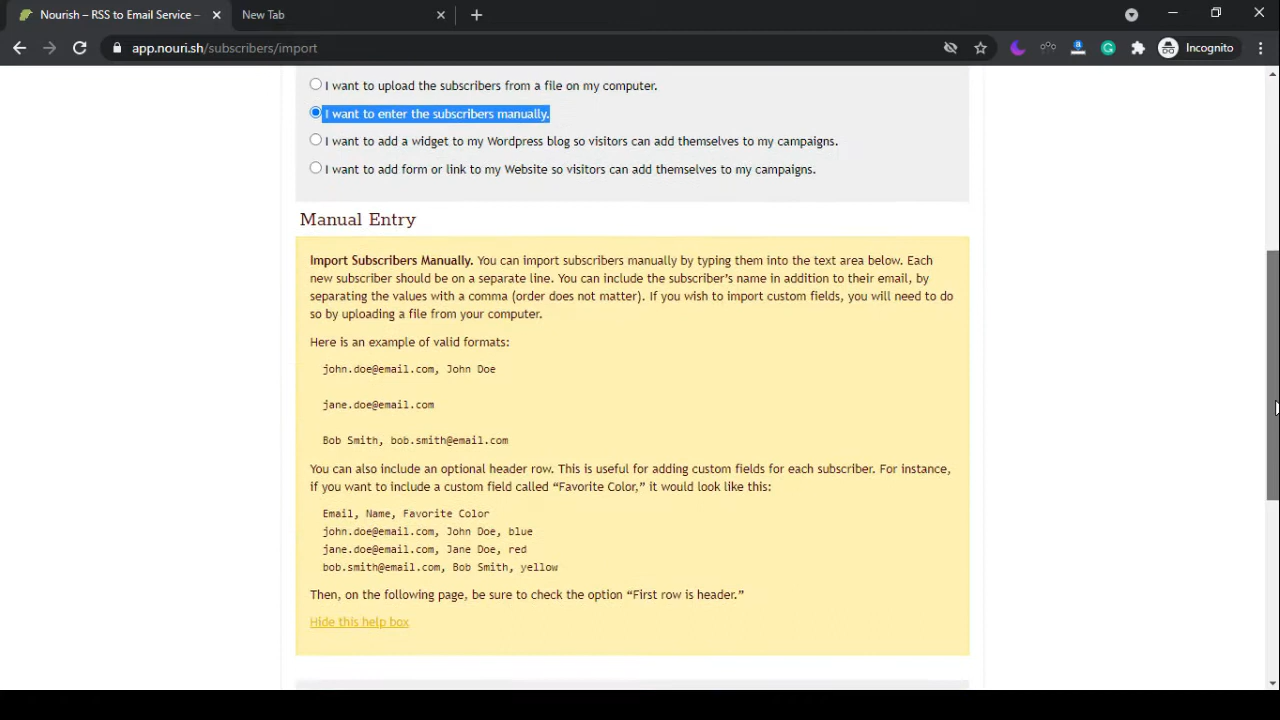 Nourish – RSS to Email Service –
New Tab
app.nouri.sh/subscribers/import
Incognito
I want to upload the subscribers from a file on my computer.
I want to enter the subscribers manually.
I want to add a widget to my Wordpress blog so visitors can add themselves to my campaigns.
I want to add form or link to my Website so visitors can add themselves to my campaigns.
Manual Entry
Import Subscribers Manually. You can import subscribers manually by typing them into the text area below. Each
new subscriber should be on a separate line. You can include the subscriber’s name in addition to their email, by
separating the values with a comma (order does not matter). If you wish to import custom fields, you will need to do
so by uploading a file from your computer.
Here is an example of valid formats:
john.doe@email.com, John Doe
jane.doe@email.com
Bob Smith, bob.smith@email.com
You can also include an optional header row. This is useful for adding custom fields for each subscriber. For instance,
if you want to include a custom field called “Favorite Color,” it would look like this:
Email, Name, Favorite Color
john.doe@email.com, John Doe, blue
jane.doe@email.com, Jane Doe, red
bob.smith@email.com, Bob Smith, yellow
Then, on the following page, be sure to check the option “First row is header.”
Hide this help box